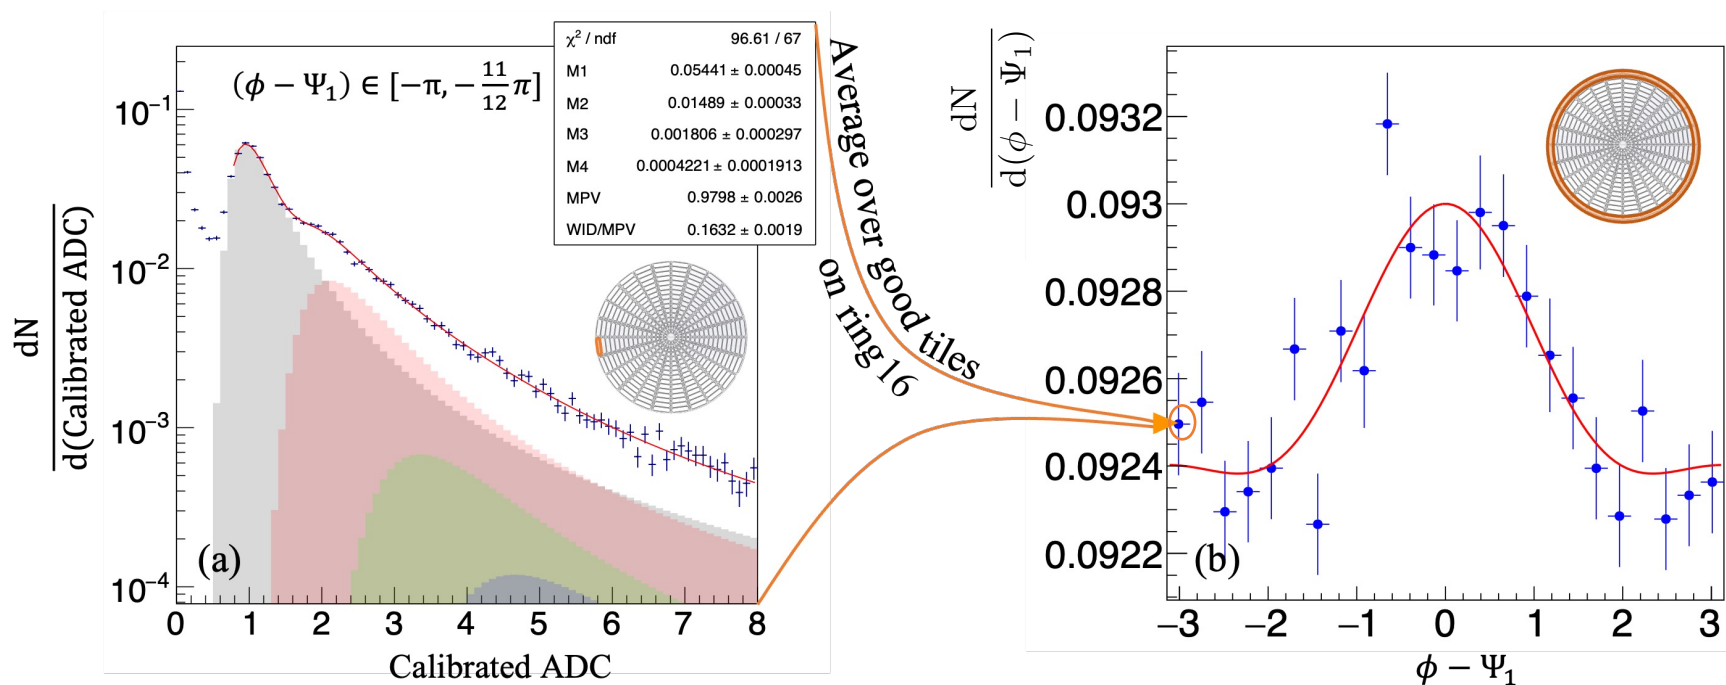 (ϕ − Ψ₁) ∈ [−π, −11/12 π]
χ² / ndf 96.61 / 67
M1 0.05441 ± 0.00045
M2 0.01489 ± 0.00033
M3 0.001806 ± 0.000297
M4 0.0004221 ± 0.0001913
MPV 0.9798 ± 0.0026
WID/MPV 0.1632 ± 0.0019
dN
d(Calibrated ADC)
10⁻¹
10⁻²
10⁻³
10⁻⁴
(a)
0 1 2 3 4 5 6 7 8
Calibrated ADC
Average over good tiles
on ring 16
dN
d(ϕ − Ψ₁)
0.0932
0.093
0.0928
0.0926
0.0924
0.0922
(b)
−3 −2 −1 0 1 2 3
ϕ − Ψ₁